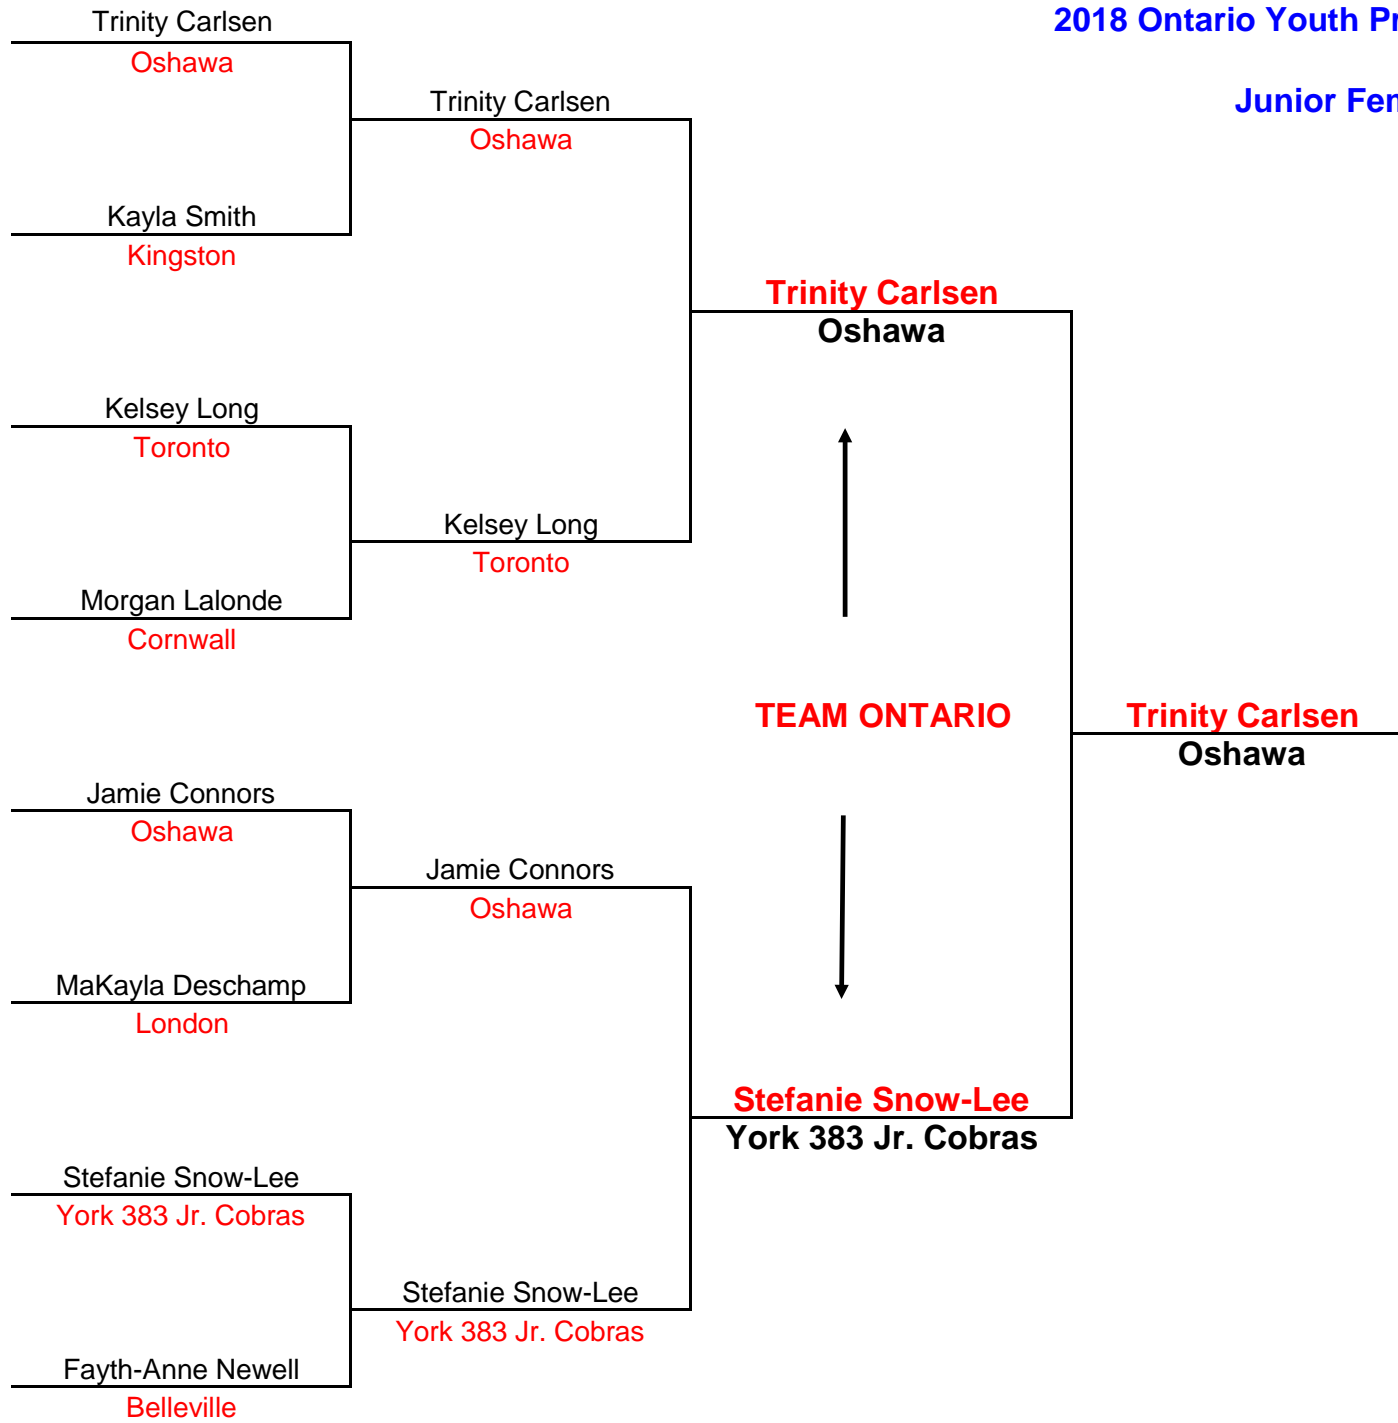 Trinity Carlsen
Oshawa
2018 Ontario Youth
Junior
Trinity Carlsen
Oshawa
Kayla Smith
Kingston
Trinity Carlsen
Oshawa
Kelsey Long
Toronto
Kelsey Long
Toronto
Morgan Lalonde
Cornwall
TEAM ONTARIO
Trinity Carlsen
Oshawa
Jamie Connors
Oshawa
Jamie Connors
Oshawa
MaKayla Deschamp
London
Stefanie Snow-Lee
York 383 Jr. Cobras
Stefanie Snow-Lee
York 383 Jr. Cobras
Stefanie Snow-Lee
York 383 Jr. Cobras
Fayth-Anne Newell
Belleville